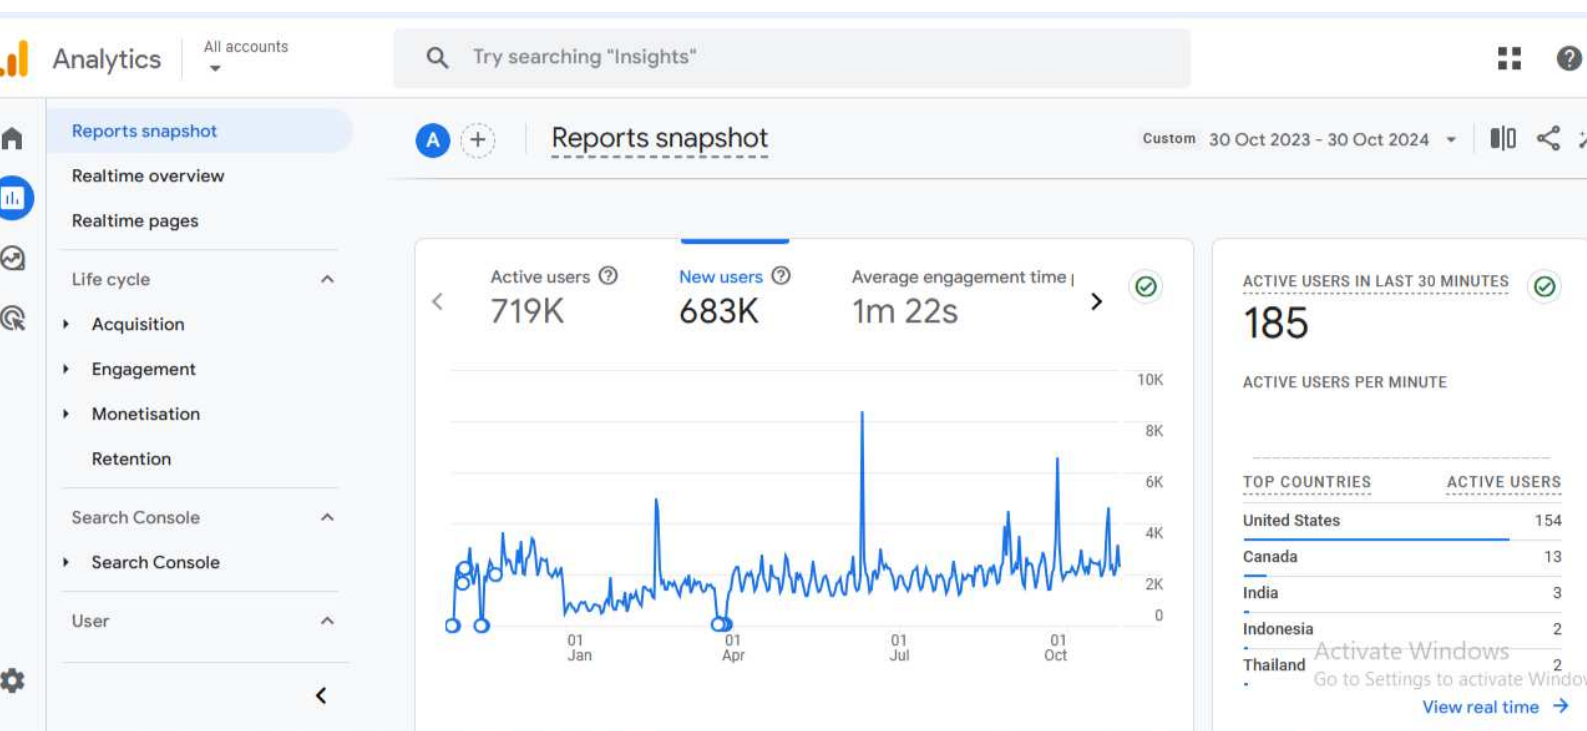 Analytics
All accounts
Try searching "Insights"
Reports snapshot
Realtime overview
Realtime pages
Life cycle
Acquisition
Engagement
Monetisation
Retention
Search Console
Search Console
User
A
Reports snapshot
Custom 30 Oct 2023 - 30 Oct 2024
Active users
719K
New users
683K
Average engagement time
1m 22s
10K
8K
6K
4K
2K
0
01 Jan
01 Apr
01 Jul
01 Oct
ACTIVE USERS IN LAST 30 MINUTES
185
ACTIVE USERS PER MINUTE
TOP COUNTRIES ACTIVE USERS
United States 154
Canada 13
India 3
Indonesia 2
Thailand 2
View real time
Activate Windows
Go to Settings to activate